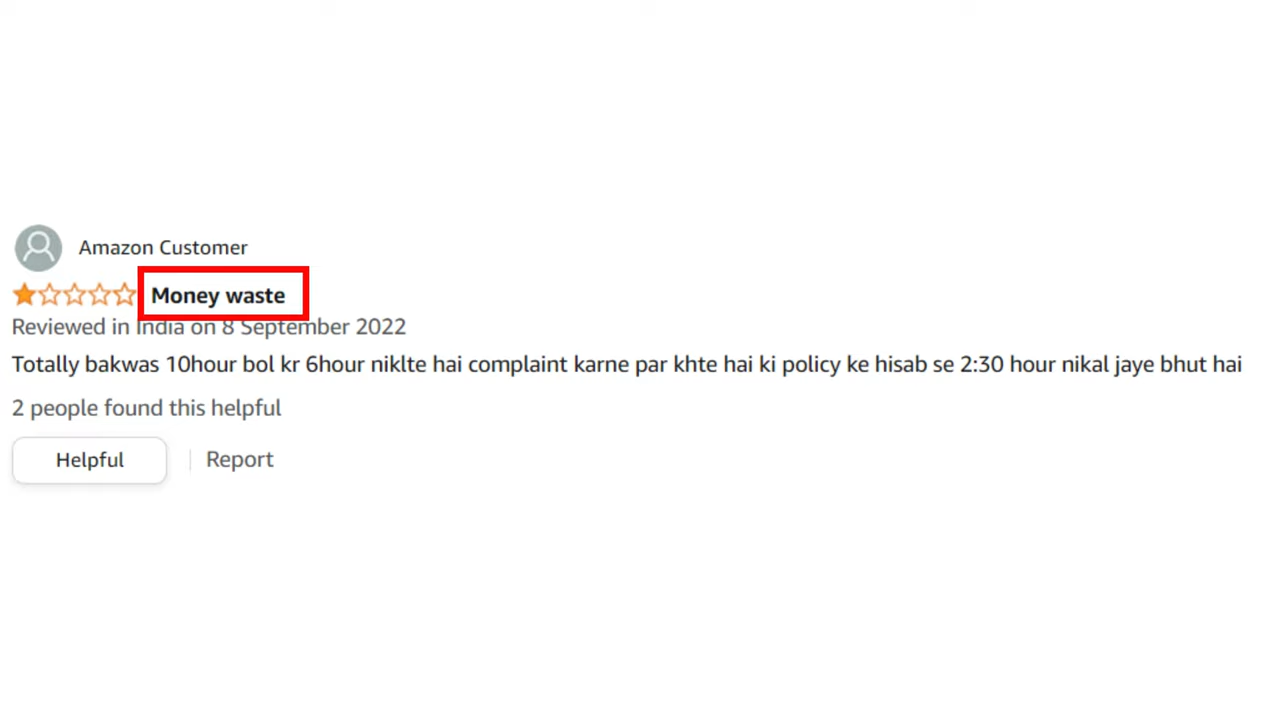 Amazon Customer
Money waste
Reviewed in India on 8 September 2022
Totally bakwas 10hour bol kr 6hour niklte hai complaint karne par khte hai ki policy ke hisab se 2:30 hour nikal jaye bhut hai
2 people found this helpful
Helpful
Report